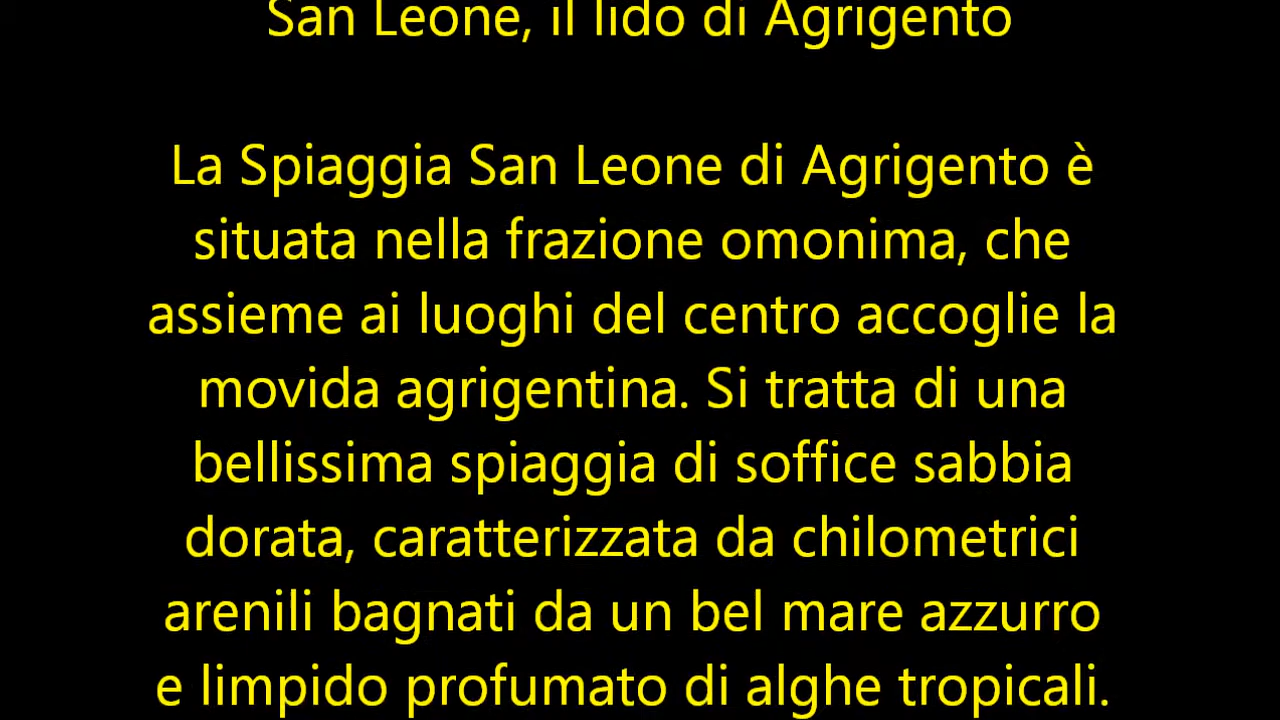 San Leone, il lido di Agrigento
La Spiaggia San Leone di Agrigento è
situata nella frazione omonima, che
assieme ai luoghi del centro accoglie la
movida agrigentina. Si tratta di una
bellissima spiaggia di soffice sabbia
dorata, caratterizzata da chilometrici
arenili bagnati da un bel mare azzurro
e limpido profumato di alghe tropicali.